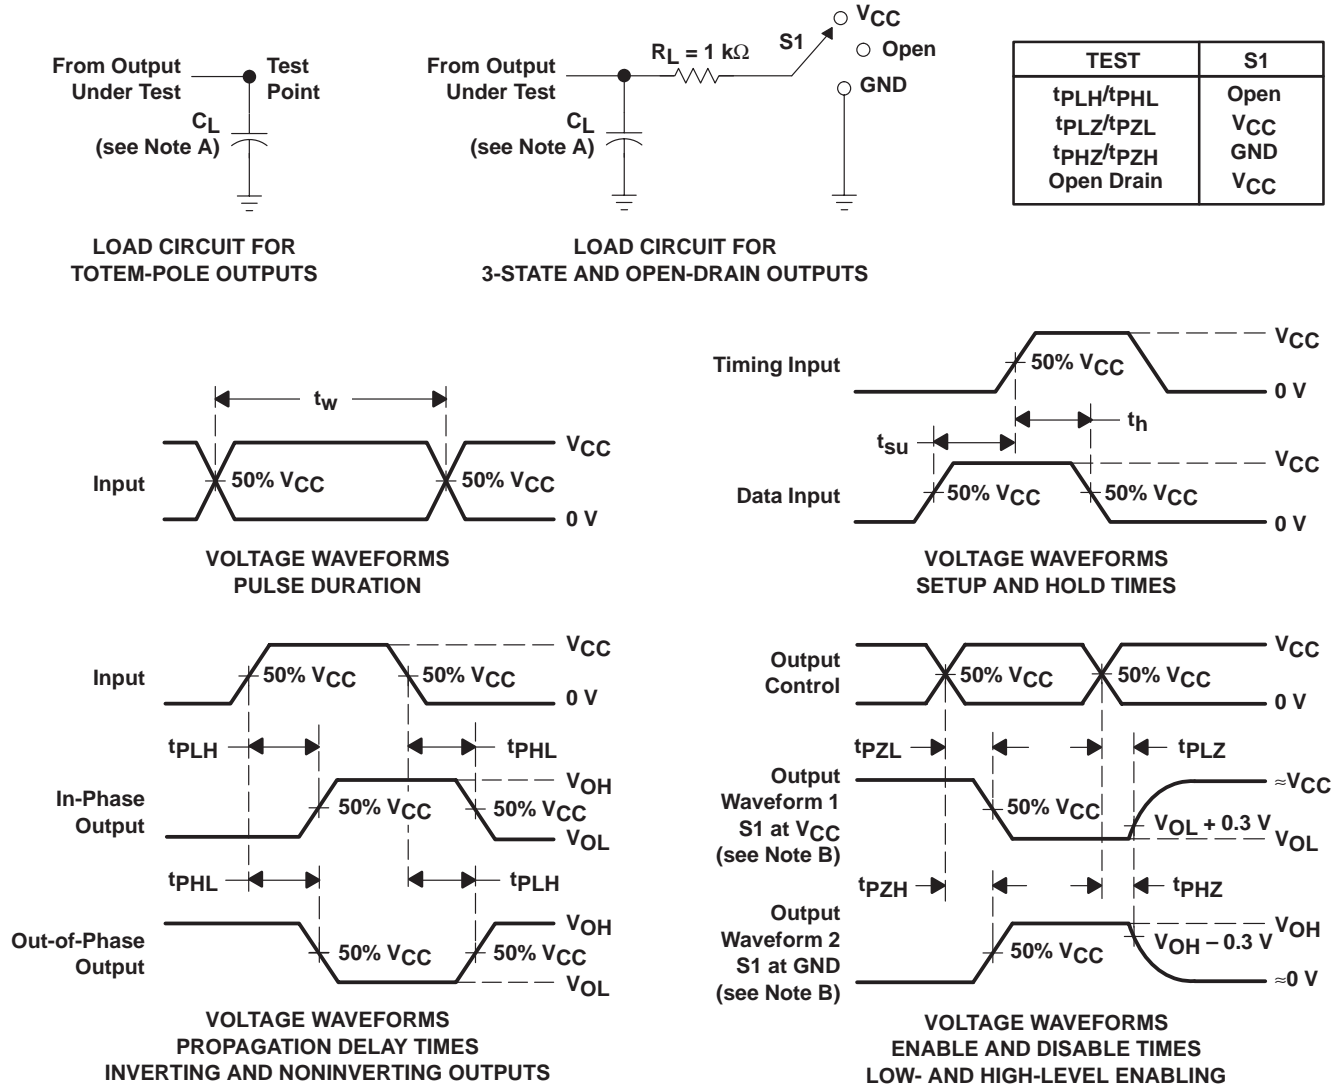 From Output
Under Test
Test
Point
CL
(see Note A)
LOAD CIRCUIT FOR
TOTEM-POLE OUTPUTS
From Output
Under Test
RL = 1 kΩ
S1
VCC
Open
GND
CL
(see Note A)
LOAD CIRCUIT FOR
3-STATE AND OPEN-DRAIN OUTPUTS
TEST S1
tPLH/tPHL Open
tPLZ/tPZL VCC
tPHZ/tPZH GND
Open Drain VCC
tw
Input
50% VCC
50% VCC
VCC
0 V
VOLTAGE WAVEFORMS
PULSE DURATION
Timing Input
50% VCC
VCC
0 V
tsu
th
Data Input
50% VCC
50% VCC
VCC
0 V
VOLTAGE WAVEFORMS
SETUP AND HOLD TIMES
Input
50% VCC
50% VCC
VCC
0 V
tPLH
tPHL
In-Phase
Output
50% VCC
50% VCC
VOH
VOL
tPHL
tPLH
Out-of-Phase
Output
50% VCC
50% VCC
VOH
VOL
VOLTAGE WAVEFORMS
PROPAGATION DELAY TIMES
INVERTING AND NONINVERTING OUTPUTS
Output
Control
50% VCC
50% VCC
VCC
0 V
tPZL
tPLZ
Output
Waveform 1
S1 at VCC
(see Note B)
50% VCC
VOL + 0.3 V
≈VCC
VOL
tPZH
tPHZ
Output
Waveform 2
S1 at GND
(see Note B)
50% VCC
VOH – 0.3 V
VOH
≈0 V
VOLTAGE WAVEFORMS
ENABLE AND DISABLE TIMES
LOW- AND HIGH-LEVEL ENABLING